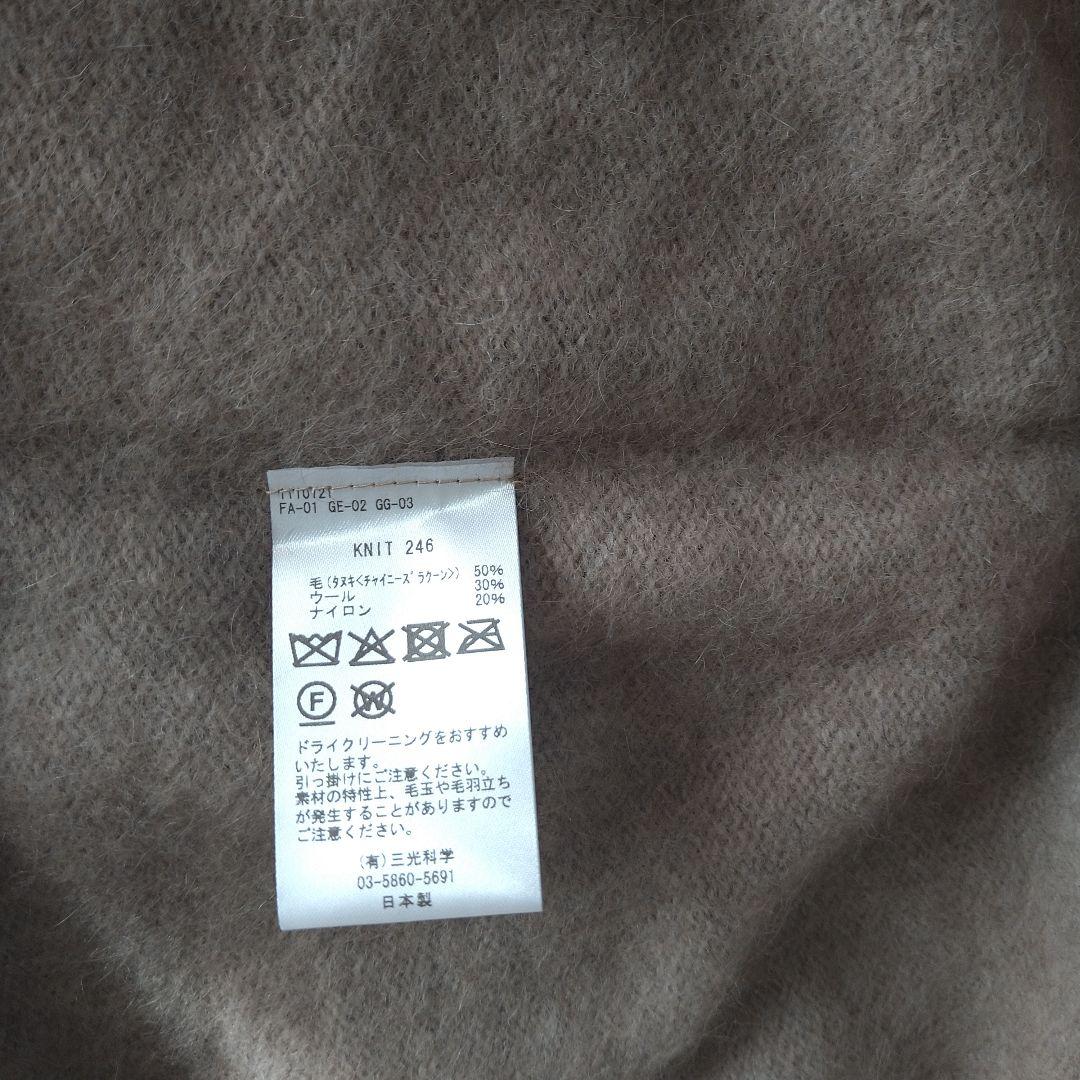 1110721
FA-01 GE-02 GG-03
KNIT 246
毛(タヌキ<チャイニーズラクーン>) 50%
ウール 30%
ナイロン 20%
F W
ドライクリーニングをおすすめ
いたします。
引っ掛けにご注意ください。
素材の特性上、毛玉や毛羽立ち
が発生することがありますので
ご注意ください。
(有)三光科学
03-5860-5691
日本製